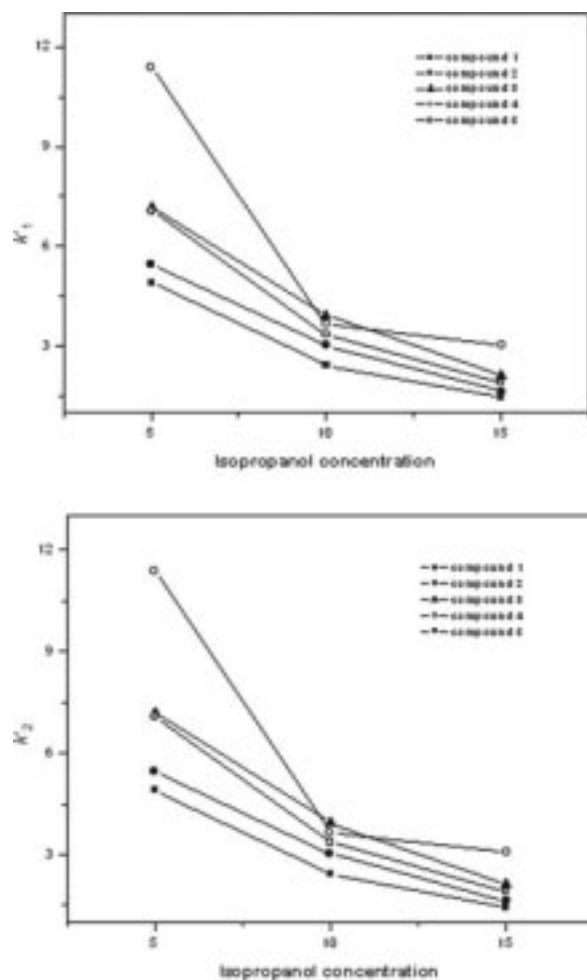 12
9
6
3
k'1
compound 1
compound 2
compound 3
compound 4
compound 5
5
10
15
Isopropanol concentration
12
9
6
3
k'2
compound 1
compound 2
compound 3
compound 4
compound 5
5
10
15
Isopropanol concentration